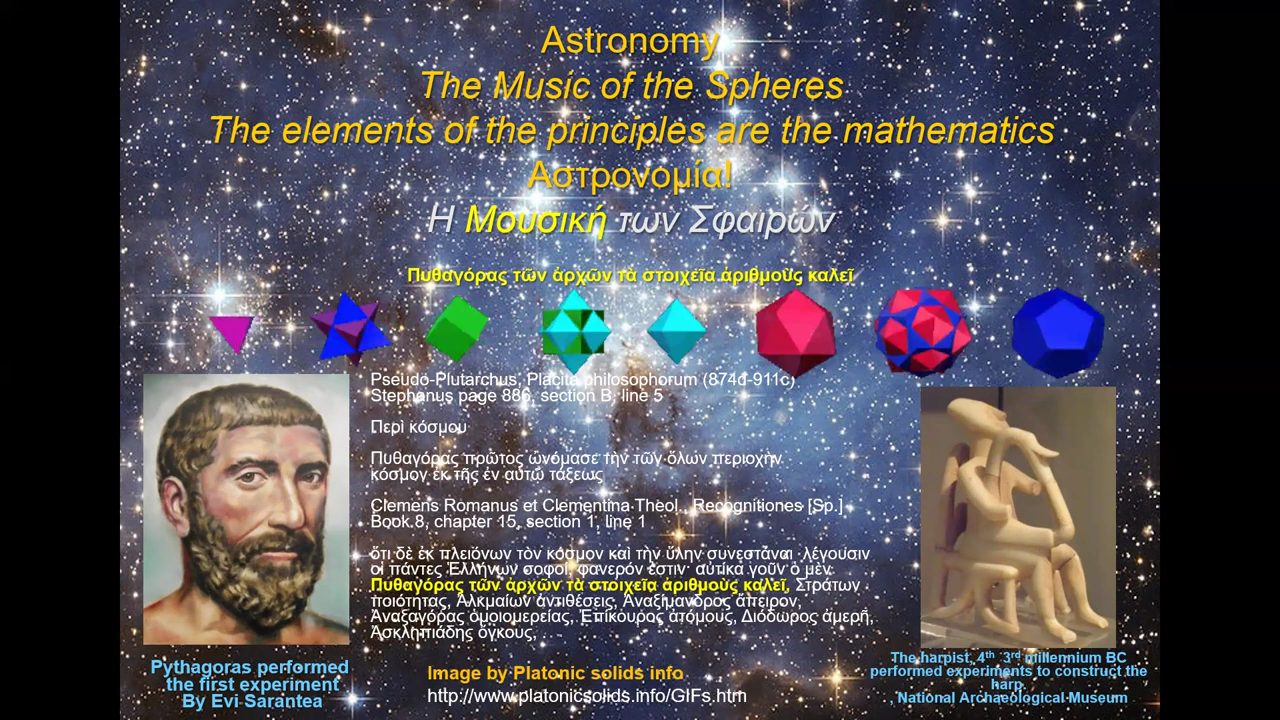 Astronomy
The Music of the Spheres
The elements of the principles are the mathematics
Αστρονομία!
Η Μουσική των Σφαιρών
Πυθαγόρας τῶν ἀρχῶν τὰ στοιχεῖα ἀριθμοὺς καλεῖ
Pseudo-Plutarchus, Placita philosophorum (874d-911c)
Stephanus page 886, section B, line 5
Περὶ κόσμου
Πυθαγόρας πρῶτος ὠνόμασε τὴν τῶν ὅλων περιοχὴν
κόσμον ἐκ τῆς ἐν αὐτῷ τάξεως
Clemens Romanus et Clementina Theol., Recognitiones [Sp.]
Book 8, chapter 15, section 1, line 1
ὅτι δὲ ἐκ πλειόνων τὸν κόσμον καὶ τὴν ὕλην συνεστάναι λέγουσιν
οἱ πάντες Ἑλλήνων σοφοί, φανερόν ἐστιν· αὐτίκα γοῦν ὁ μὲν
Πυθαγόρας τῶν ἀρχῶν τὰ στοιχεῖα ἀριθμοὺς καλεῖ, Στράτων
ποιότητας, Ἀλκμαίων ἀντιθέσεις, Ἀναξίμανδρος ἄπειρον,
Ἀναξαγόρας ὁμοιομερείας, Ἐπίκουρος ἀτόμους, Διόδωρος ἀμερῆ,
Ἀσκληπιάδης ὄγκους,
Pythagoras performed
the first experiment
By Evi Sarantea
Image by Platonic solids info
http://www.platonicsolids.info/GIFs.htm
The harpist, 4th 3rd millennium BC
performed experiments to construct the
harp
, National Archaeological Museum